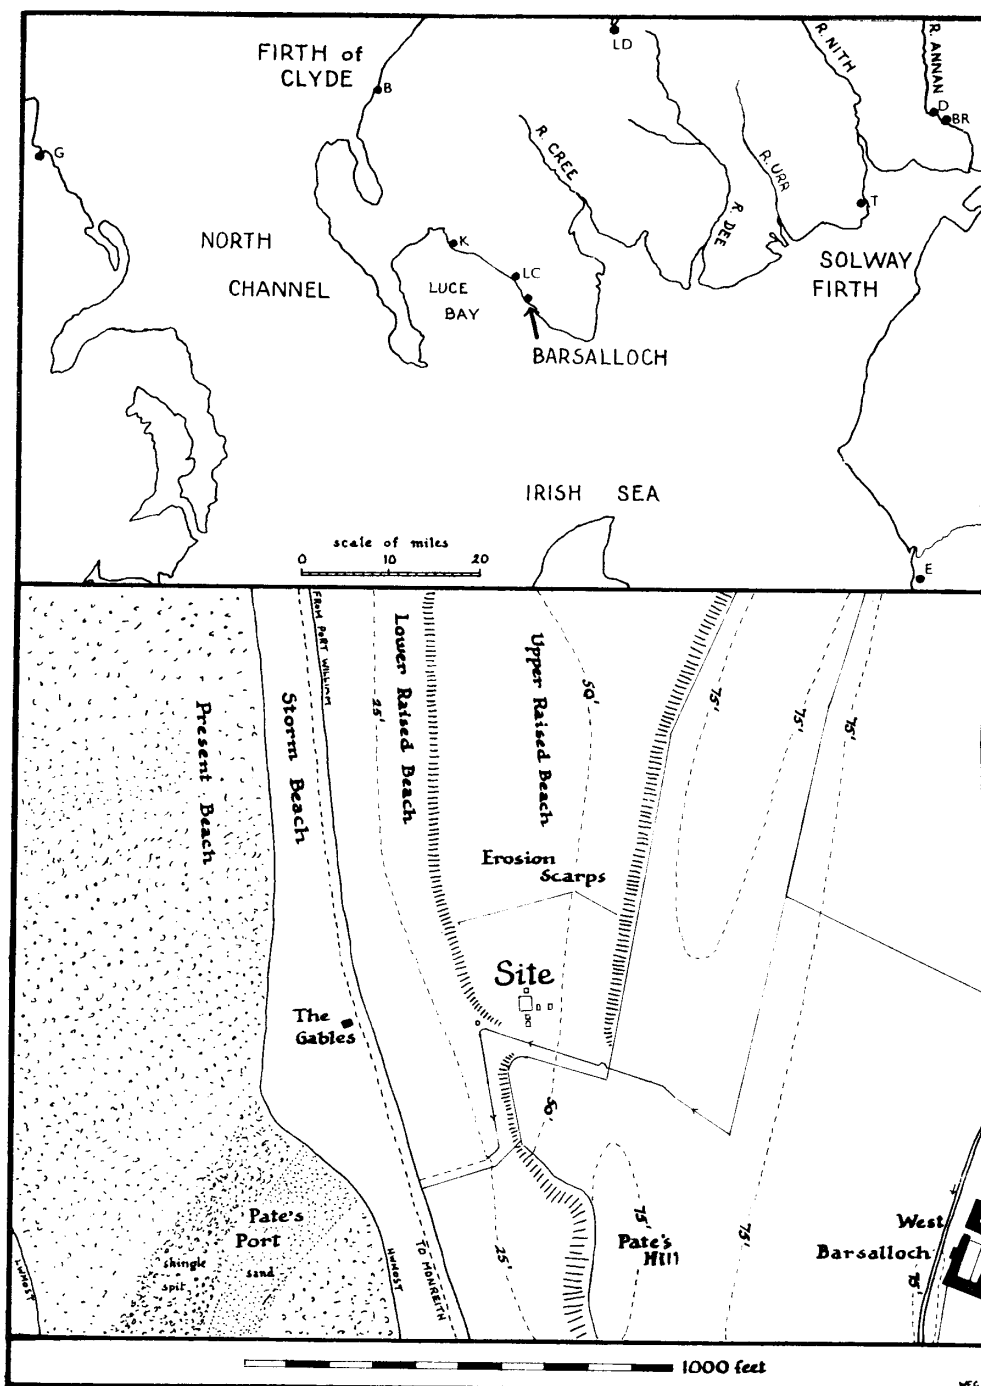 FIRTH of
CLYDE
B
LD
R. NITH
R. ANNAN
D
BR
G
R. CREE
R. URR
R. DEE
T
NORTH
CHANNEL
K
LC
LUCE
BAY
SOLWAY
FIRTH
BARSALLOCH
IRISH SEA
scale of miles
0 10 20
E
FROM PORT WILLIAM
Lower Raised Beach
Upper Raised Beach
50'
75'
75'
75'
25'
Present Beach
Storm Beach
Erosion
Scarps
Site
The
Gables
50'
Pate's
Port
shingle
spit
sand
LWMOST
HWMOST
TO MONREITH
25'
75'
Pate's
Hill
75'
West
Barsalloch
75'
1000 feet